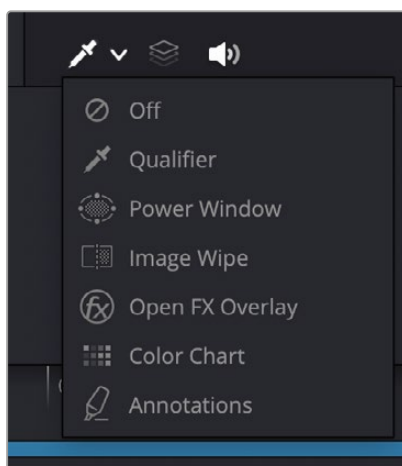 Off
Qualifier
Power Window
Image Wipe
Open FX Overlay
Color Chart
Annotations